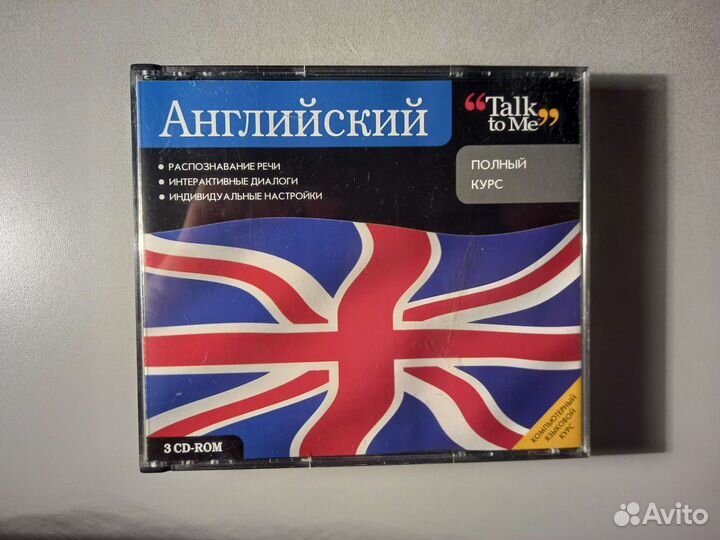 Английский
“Talk
to Me”
• РАСПОЗНАВАНИЕ РЕЧИ
• ИНТЕРАКТИВНЫЕ ДИАЛОГИ
• ИНДИВИДУАЛЬНЫЕ НАСТРОЙКИ
ПОЛНЫЙ
КУРС
КОМПЬЮТЕРНЫЙ
ЯЗЫКОВОЙ
КУРС
3 CD-ROM
Avito